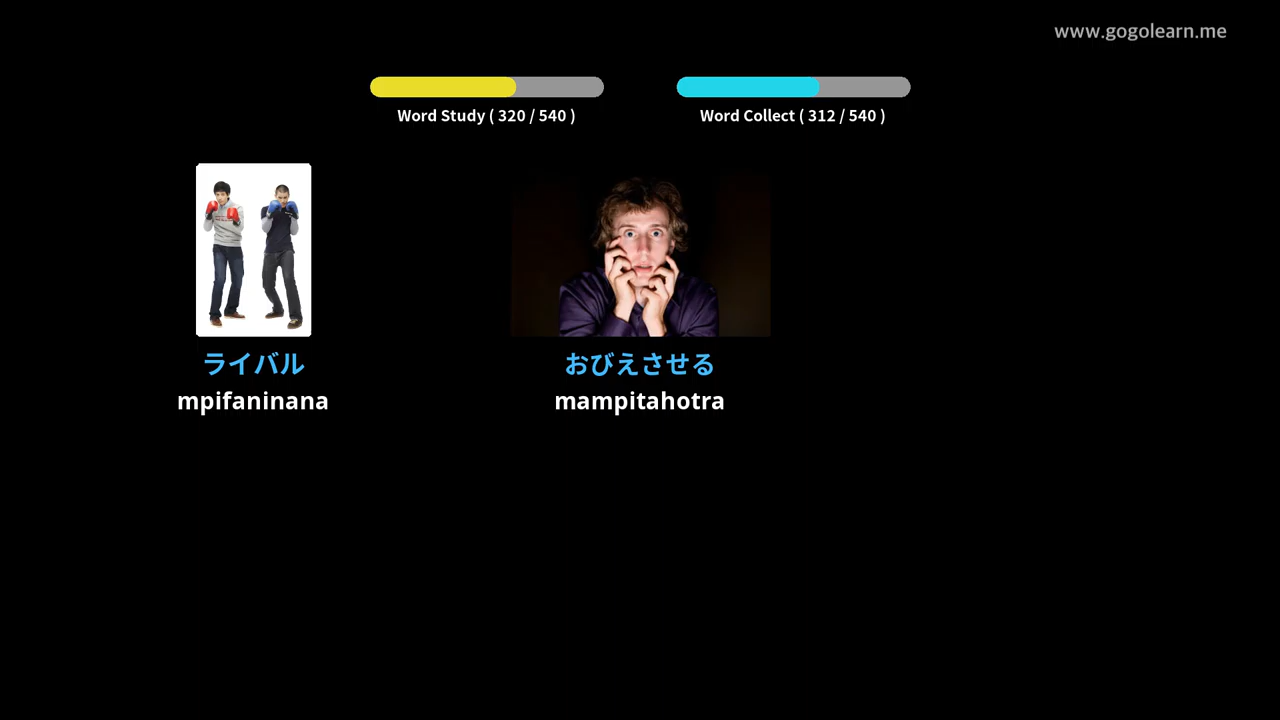 www.gogolearn.me
Word Study ( 320 / 540 )
Word Collect ( 312 / 540 )
ライバル
mpifaninana
おびえさせる
mampitahotra